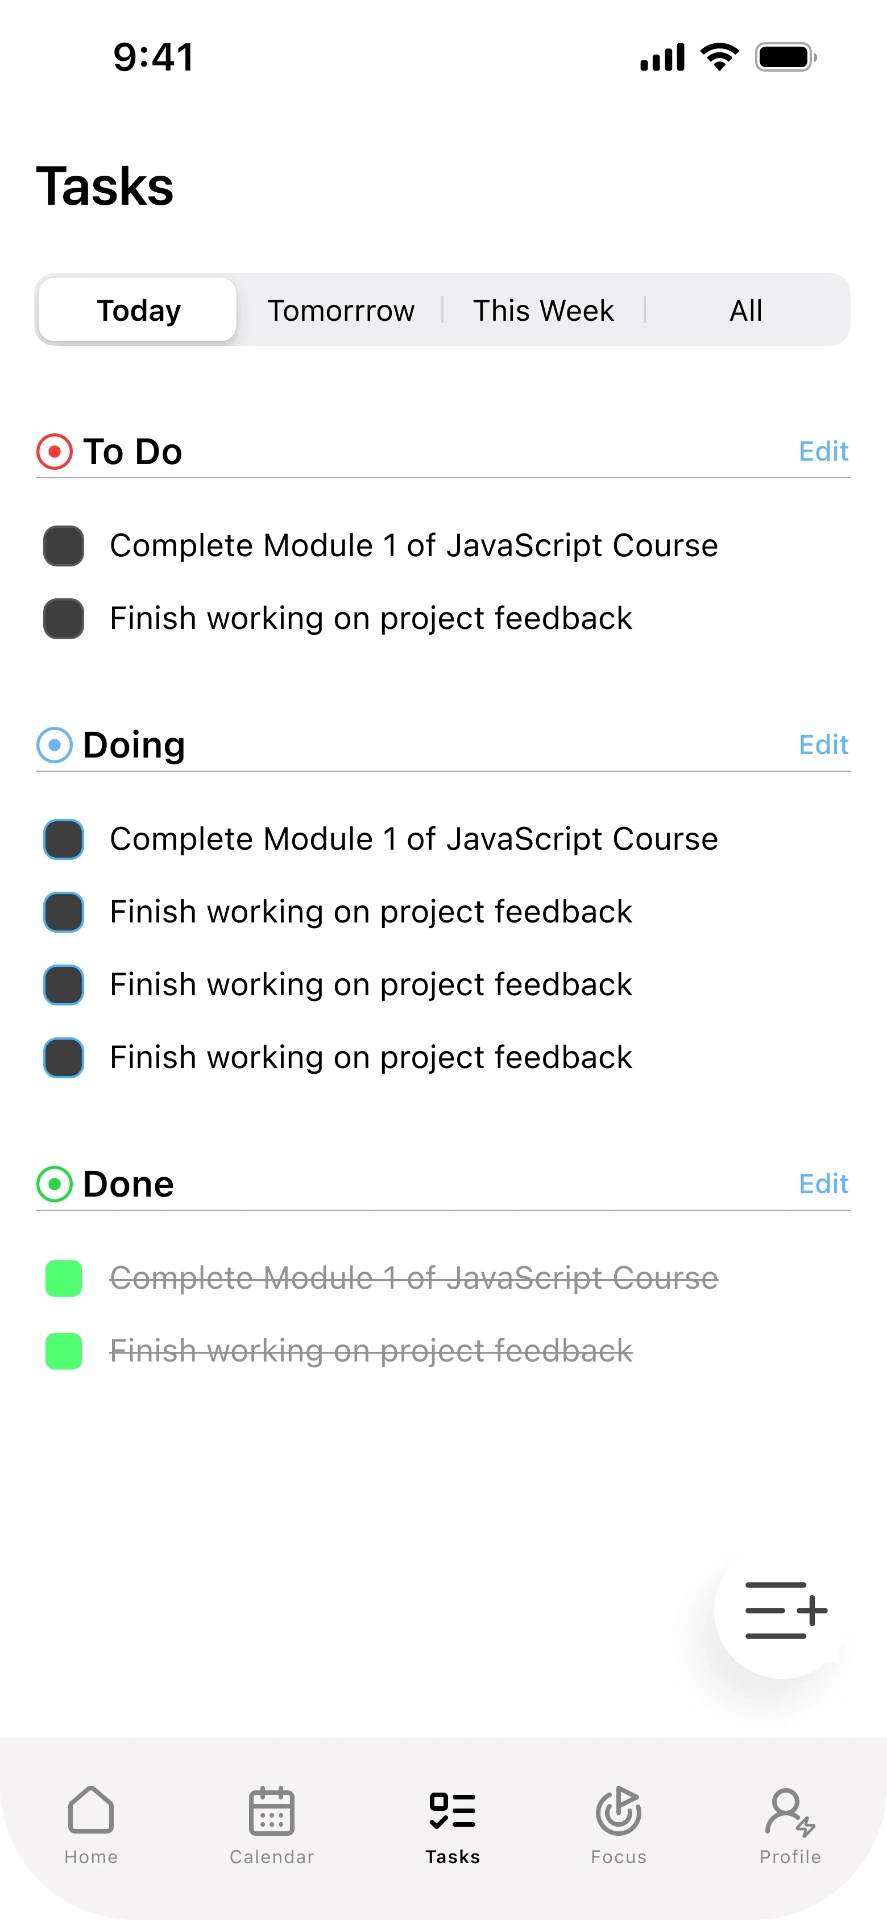 9:41
Tasks
Today Tomorrrow This Week All
To Do Edit
Complete Module 1 of JavaScript Course
Finish working on project feedback
Doing Edit
Complete Module 1 of JavaScript Course
Finish working on project feedback
Finish working on project feedback
Finish working on project feedback
Done Edit
Complete Module 1 of JavaScript Course
Finish working on project feedback
Home Calendar Tasks Focus Profile